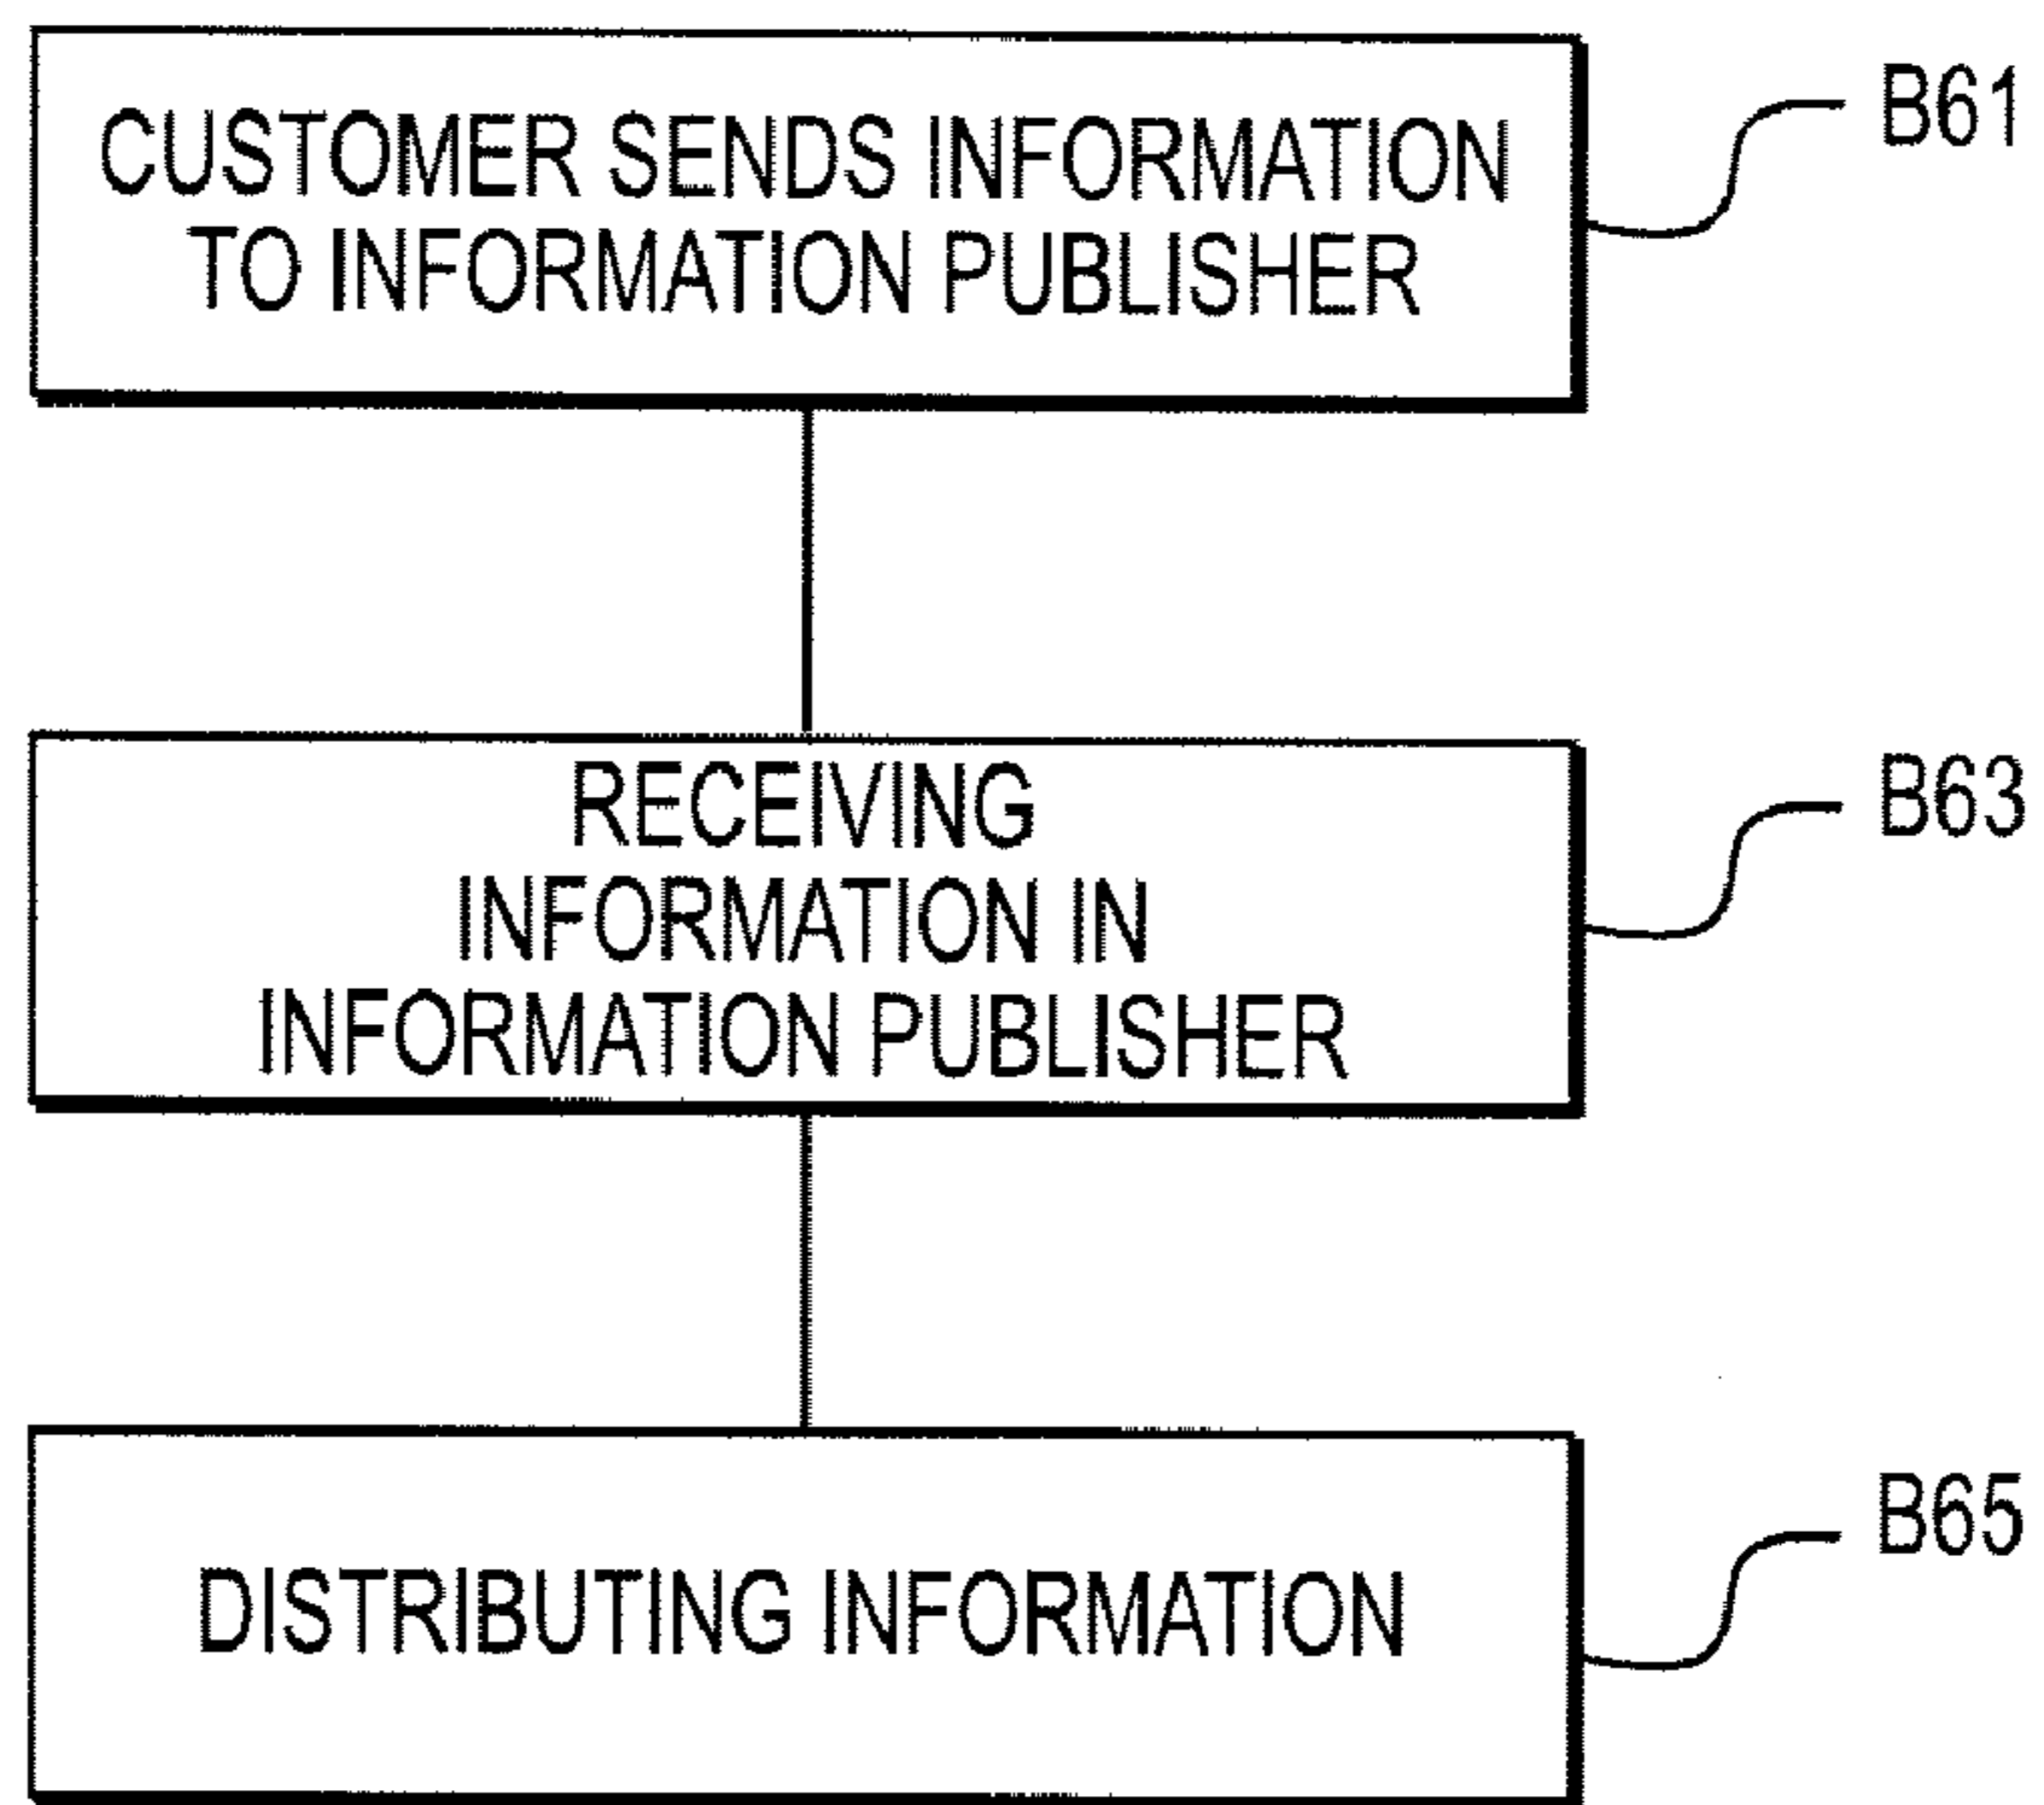 CUSTOMER SENDS INFORMATION
TO INFORMATION PUBLISHER
B61
RECEIVING
INFORMATION IN
INFORMATION PUBLISHER
B63
DISTRIBUTING INFORMATION
B65